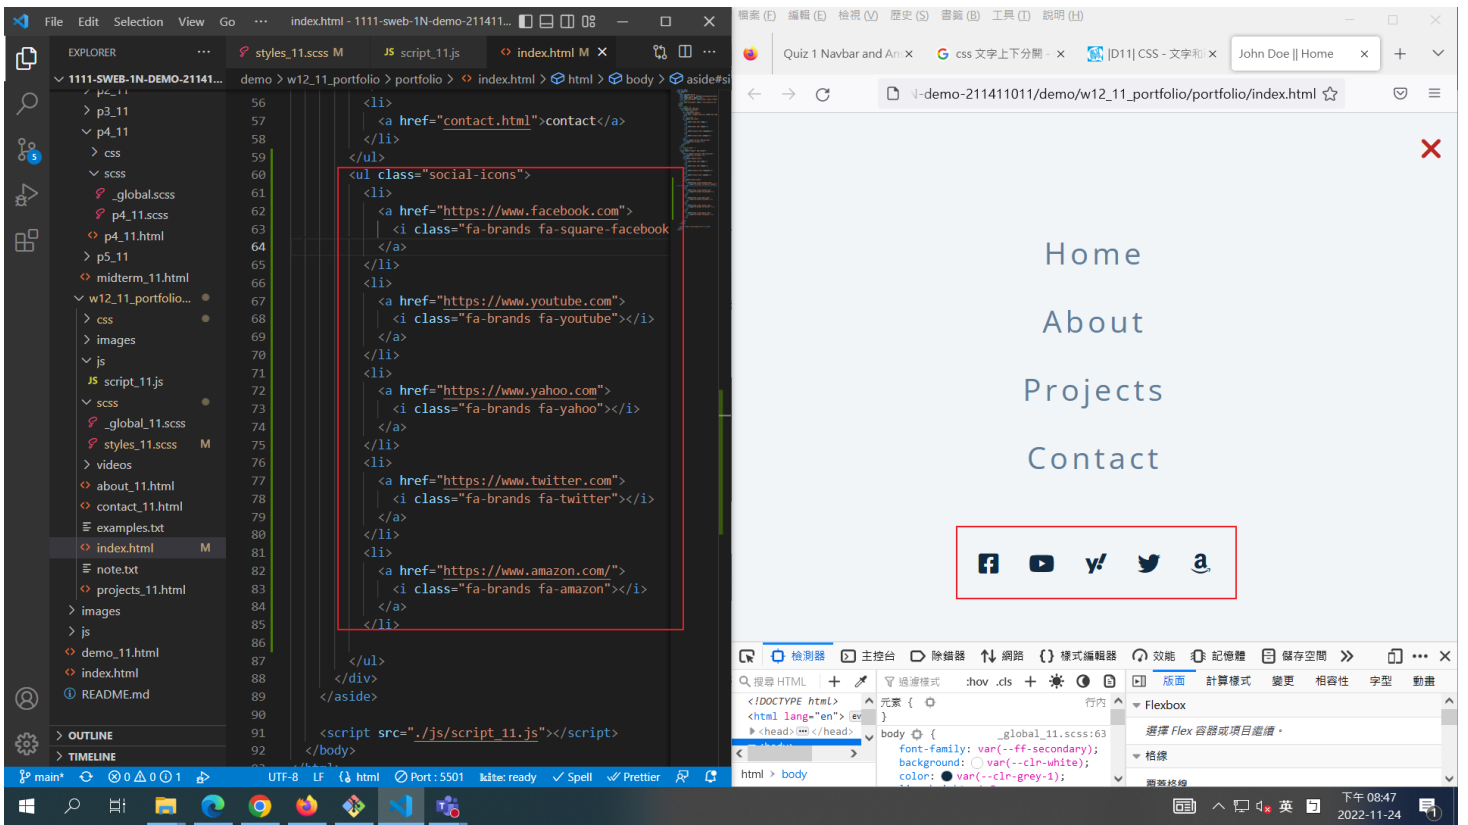 File Edit Selection View Go ··· index.html - 1111-sweb-1N-demo-211411...
EXPLORER ···
1111-SWEB-1N-DEMO-21141...
p3_11
p4_11
css
scss
_global.scss
p4_11.scss
p4_11.html
p5_11
midterm_11.html
w12_11_portfolio...
css
images
js
JS script_11.js
scss
_global_11.scss
styles_11.scss M
videos
about_11.html
contact_11.html
examples.txt
index.html M
note.txt
projects_11.html
images
js
demo_11.html
index.html
README.md
OUTLINE
TIMELINE
styles_11.scss M JS script_11.js index.html M ···
demo > w12_11_portfolio > portfolio > index.html > html > body > aside#si
56 <li>
57 <a href="contact.html">contact</a>
58 </li>
59 </ul>
60 <ul class="social-icons">
61 <li>
62 <a href="https://www.facebook.com">
63 <i class="fa-brands fa-square-facebook
64 </a>
65 </li>
66 <li>
67 <a href="https://www.youtube.com">
68 <i class="fa-brands fa-youtube"></i>
69 </a>
70 </li>
71 <li>
72 <a href="https://www.yahoo.com">
73 <i class="fa-brands fa-yahoo"></i>
74 </a>
75 </li>
76 <li>
77 <a href="https://www.twitter.com">
78 <i class="fa-brands fa-twitter"></i>
79 </a>
80 </li>
81 <li>
82 <a href="https://www.amazon.com/">
83 <i class="fa-brands fa-amazon"></i>
84 </a>
85 </li>
86
87 </ul>
88 </div>
89 </aside>
90
91 <script src="./js/script_11.js"></script>
92 </body>
5
main* 0 0 1 UTF-8 LF html Port : 5501 kite: ready Spell Prettier
檔案(F) 編輯(E) 檢視(V) 歷史(S) 書籤(B) 工具(T) 說明(H)
Quiz 1 Navbar and An css 文字上下分開 - |D11| CSS - 文字和 John Doe || Home
-demo-211411011/demo/w12_11_portfolio/portfolio/index.html
Home
About
Projects
Contact
y! a
檢測器 主控台 除錯器 網路 {} 樣式編輯器 效能 記憶體 儲存空間
搜尋 HTML + 過濾樣式 :hov .cls + 版面 計算樣式 變更 相容性 字型 動畫
<!DOCTYPE html>
<html lang="en"> ev
<head> ··· </head>
html > body
元素 { 行內
}
body { _global_11.scss:63
font-family: var(--ff-secondary);
background: var(--clr-white);
color: var(--clr-grey-1);
Flexbox
選擇 Flex 容器或項目繼續。
格線
英
下午 08:47
2022-11-24
1